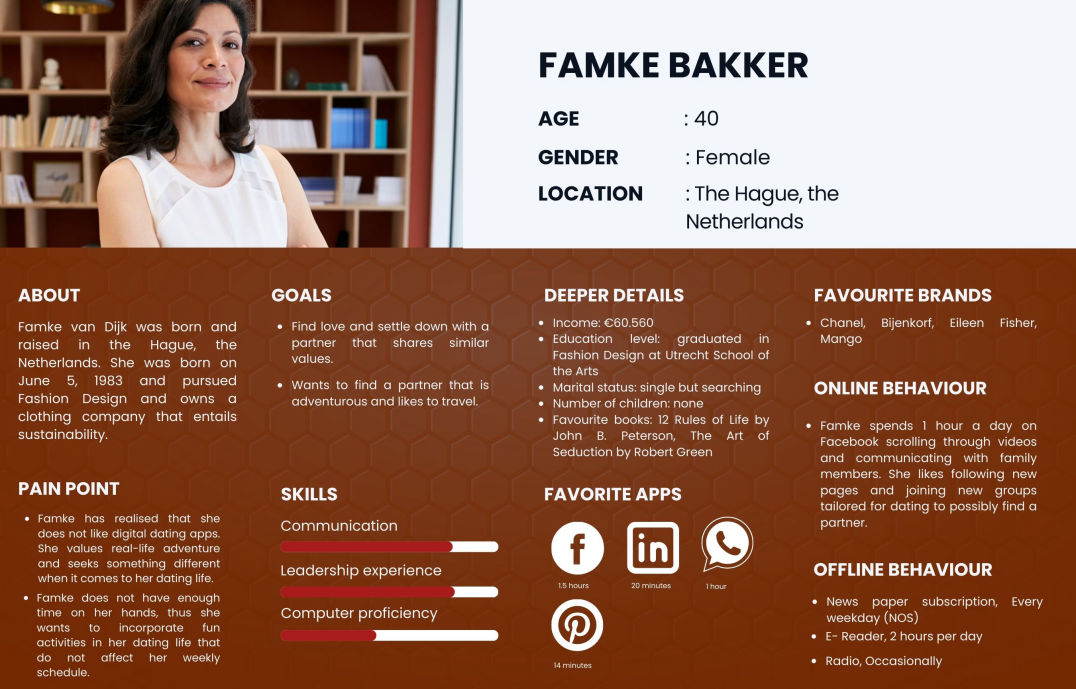 FAMKE BAKKER
AGE : 40
GENDER : Female
LOCATION : The Hague, the
Netherlands
ABOUT
Famke van Dijk was born and
raised in the Hague, the
Netherlands. She was born on
June 5, 1983 and pursued
Fashion Design and owns a
clothing company that entails
sustainability.
PAIN POINT
• Famke has realised that she
does not like digital dating apps.
She values real-life adventure
and seeks something different
when it comes to her dating life.
• Famke does not have enough
time on her hands, thus she
wants to incorporate fun
activities in her dating life that
do not affect her weekly
schedule.
GOALS
• Find love and settle down with a
partner that shares similar
values.
• Wants to find a partner that is
adventurous and likes to travel.
SKILLS
Communication
Leadership experience
Computer proficiency
DEEPER DETAILS
• Income: €60.560
• Education level: graduated in
Fashion Design at Utrecht School of
the Arts
• Marital status: single but searching
• Number of children: none
• Favourite books: 12 Rules of Life by
John B. Peterson, The Art of
Seduction by Robert Green
FAVORITE APPS
1.5 hours
20 minutes
1 hour
14 minutes
FAVOURITE BRANDS
• Chanel, Bijenkorf, Eileen Fisher,
Mango
ONLINE BEHAVIOUR
• Famke spends 1 hour a day on
Facebook scrolling through videos
and communicating with family
members. She likes following new
pages and joining new groups
tailored for dating to possibly find a
partner.
OFFLINE BEHAVIOUR
• News paper subscription, Every
weekday (NOS)
• E- Reader, 2 hours per day
• Radio, Occasionally